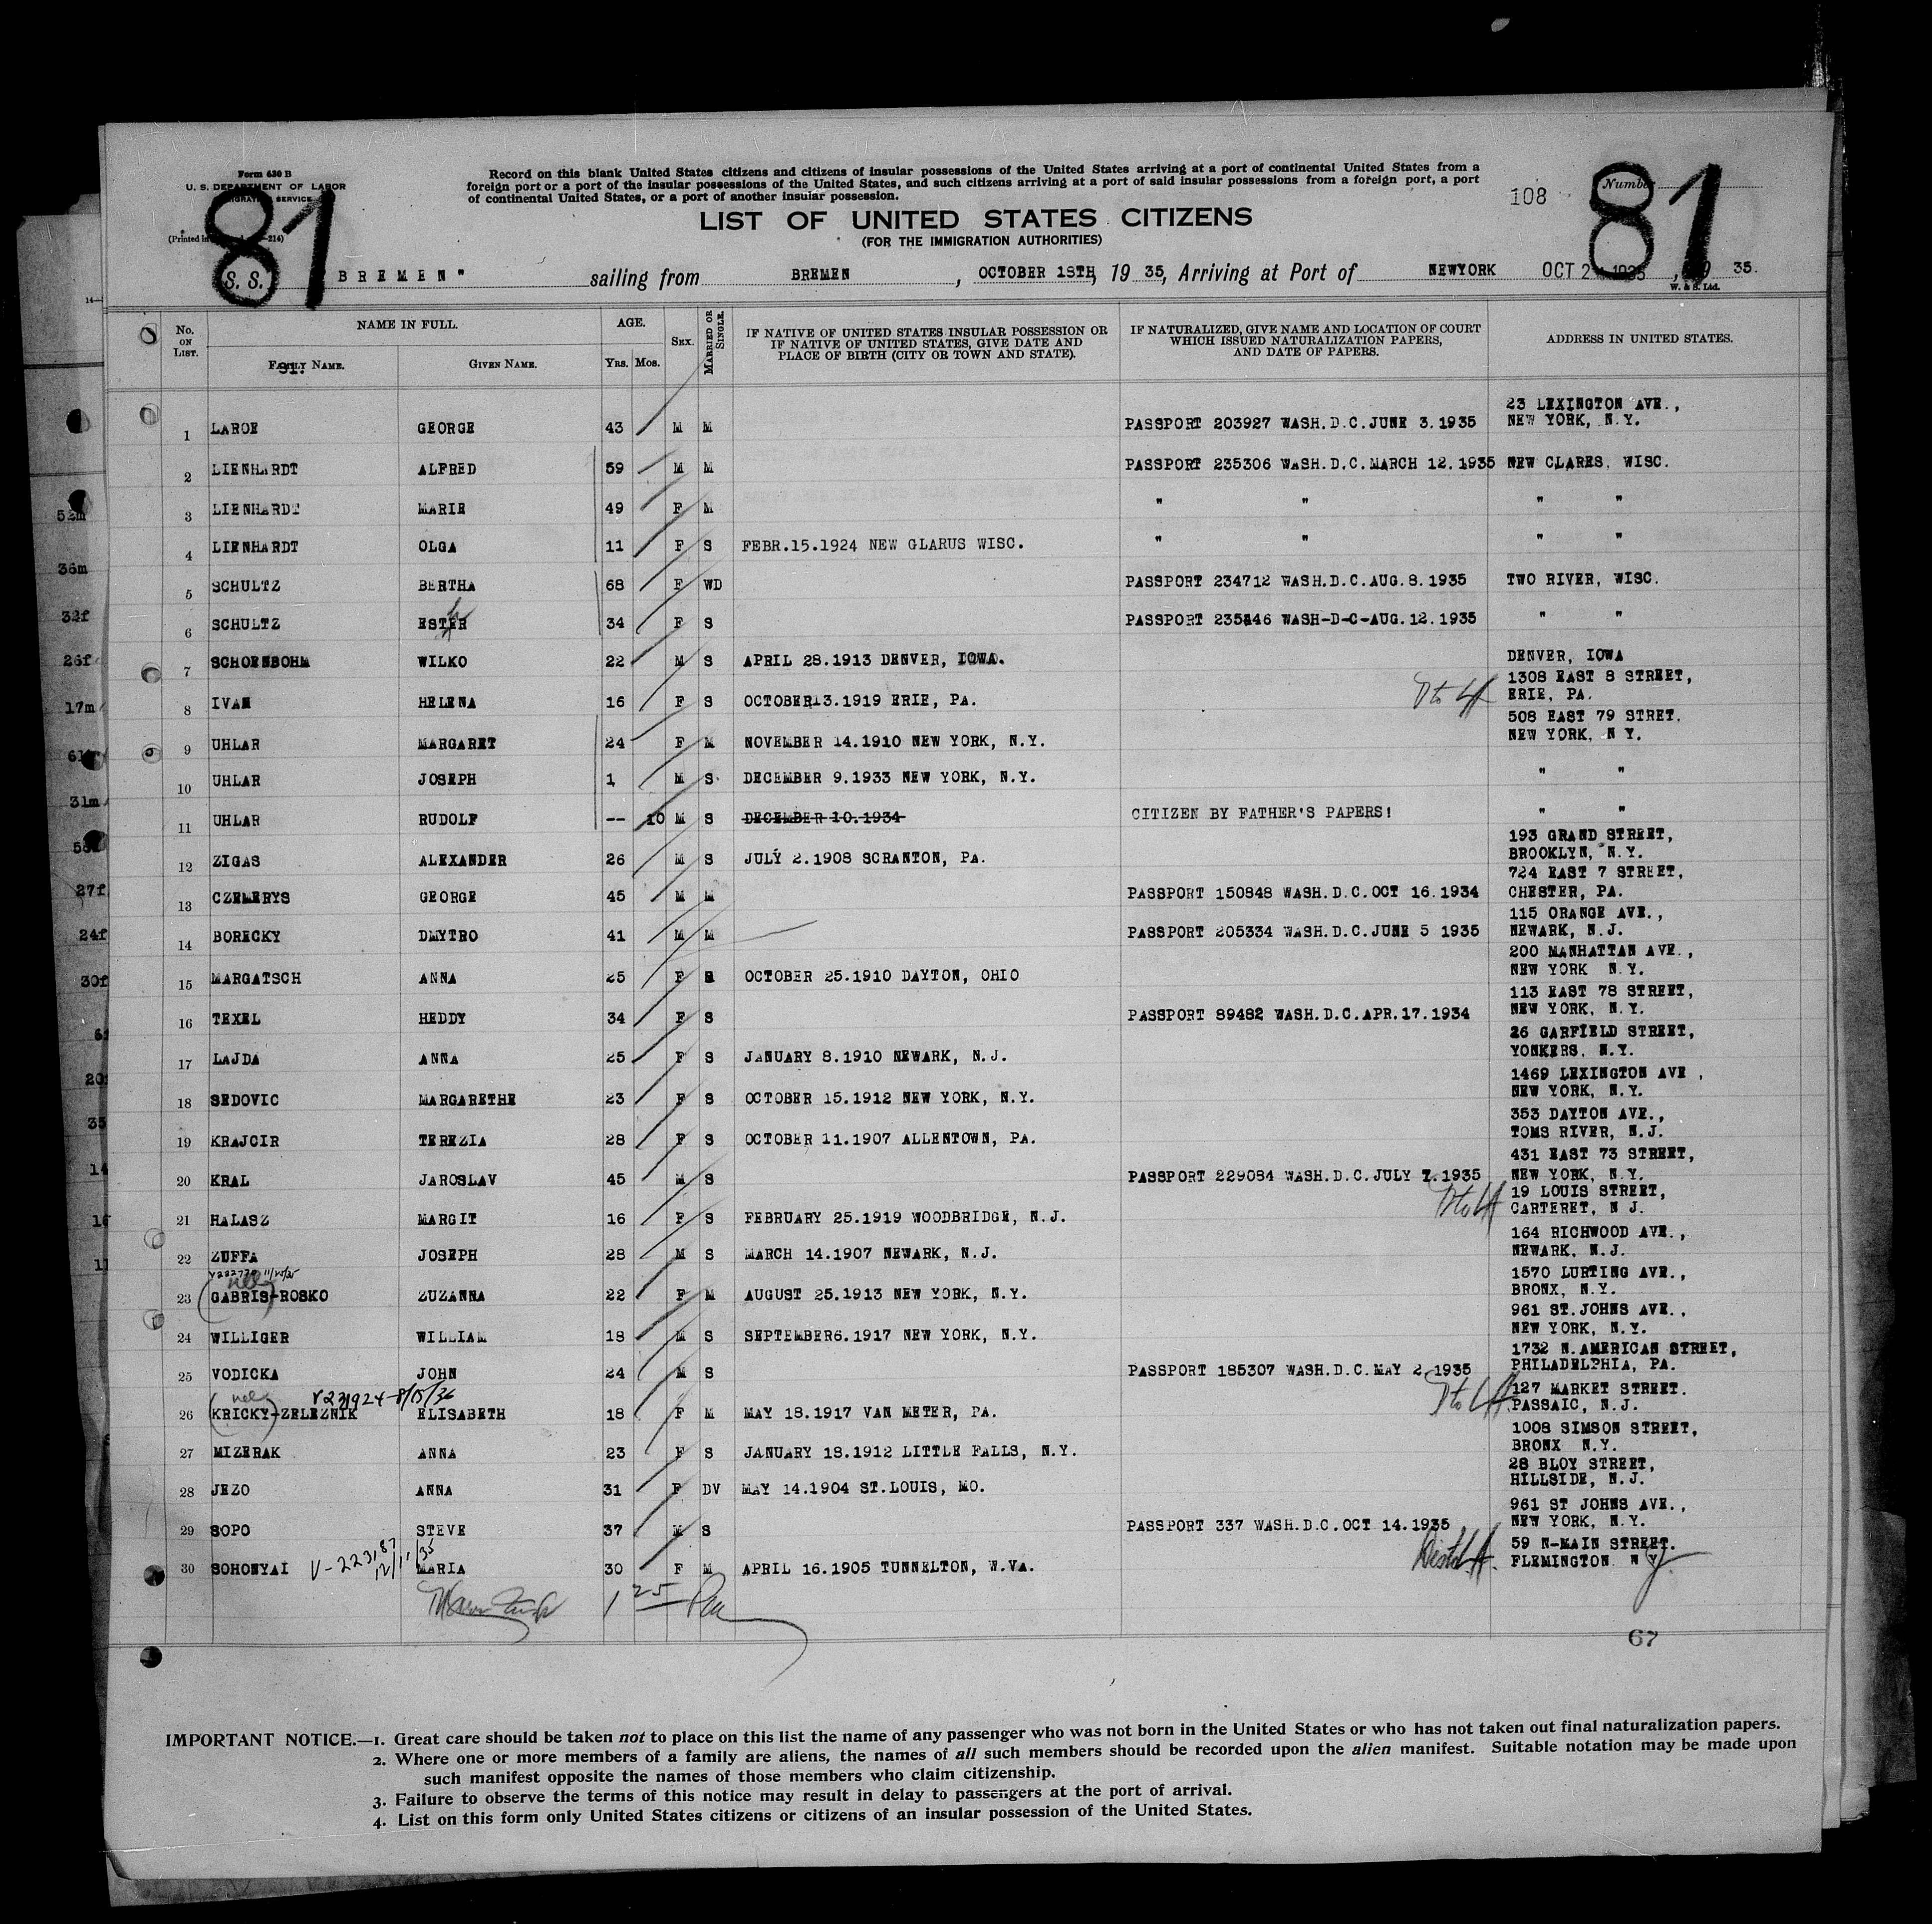 Form 630 B
U. S. DEPARTMENT OF LABOR
SERVICE
(Printed in 214)
Record on this blank United States citizens and citizens of insular possessions of the United States arriving at a port of continental United States from a
foreign port or a port of the insular possessions of the United States, and such citizens arriving at a port of said insular possessions from a foreign port, a port
of continental United States, or a port of another insular possession.
81 108 Number 81
LIST OF UNITED STATES CITIZENS
(FOR THE IMMIGRATION AUTHORITIES)
S. S. BREMEN" sailing from BREMEN, OCTOBER 18TH, 19 35, Arriving at Port of NEWYORK OCT 2 1935, 19 35.
W. & S. Ltd.
No. ON LIST. NAME IN FULL. AGE. SEX. MARRIED OR SINGLE. IF NATIVE OF UNITED STATES INSULAR POSSESSION OR IF NATIVE OF UNITED STATES, GIVE DATE AND PLACE OF BIRTH (CITY OR TOWN AND STATE). IF NATURALIZED, GIVE NAME AND LOCATION OF COURT WHICH ISSUED NATURALIZATION PAPERS, AND DATE OF PAPERS. ADDRESS IN UNITED STATES.
FAMILY NAME. GIVEN NAME. YRS. MOS.
91.
1 LAROE GEORGE 43 M M PASSPORT 203927 WASH.D.C.JUNE 3.1935 23 LEXINGTON AVE., NEW YORK, N.Y.
2 LIENHARDT ALFRED 59 M M PASSPORT 235306 WASH.D.C.MARCH 12.1935 NEW CLARES, WISC.
3 LIENHARDT MARIE 49 F M " " " "
4 LIENHARDT OLGA 11 F S FEBR.15.1924 NEW GLARUS WISC. " " " "
5 SCHULTZ BERTHA 68 F WD PASSPORT 234712 WASH.D.C.AUG.8.1935 TWO RIVER, WISC.
6 SCHULTZ ESTHER 34 F S PASSPORT 235446 WASH-D-C-AUG.12.1935 " "
7 SCHOENBOHM WILKO 22 M S APRIL 28.1913 DENVER, IOWA. DENVER, IOWA
8 IVAN HELENA 16 F S OCTOBER13.1919 ERIE, PA. 1308 EAST 8 STREET, ERIE, PA.
9 UHLAR MARGARET 24 F M NOVEMBER 14.1910 NEW YORK, N.Y. 508 EAST 79 STRET. NEW YORK, N Y.
10 UHLAR JOSEPH 1 M S DECEMBER 9.1933 NEW YORK, N.Y. " "
11 UHLAR RUDOLF -- 10 M S DECEMBER 10.1934 CITIZEN BY FATHER'S PAPERS! " "
12 ZIGAS ALEXANDER 26 M S JULY 2.1908 SCRANTON, PA. 193 GRAND STREET, BROOKLYN, N.Y.
13 CZEMERYS GEORGE 45 M M PASSPORT 150848 WASH.D.C.OCT 16.1934 724 EAST 7 STREET, CHESTER, PA.
14 BORECKY DMYTRO 41 M M PASSPORT 205334 WASH.D.C.JUNE 5 1935 115 ORANGE AVE., NEWARK, N.J.
15 MARGATSCH ANNA 25 F OCTOBER 25.1910 DAYTON, OHIO 200 MANHATTAN AVE., NEW YORK N.Y.
16 TEXEL HEDDY 34 F S PASSPORT 89482 WASH.D.C.APR.17.1934 113 EAST 78 STREET, NEW YORK, N.Y.
17 LAJDA ANNA 25 F S JANUARY 8.1910 NEWARK, N.J. 26 GARFIELD STREET, YONKERS, N.Y.
18 SEDOVIC MARGARETHE 23 F S OCTOBER 15.1912 NEW YORK, N.Y. 1469 LEXINGTON AVE , NEW YORK, N.Y.
19 KRAJCIR TEREZIA 28 F S OCTOBER 11.1907 ALLENTOWN, PA. 353 DAYTON AVE., TOMS RIVER, N.J.
20 KRAL JAROSLAV 45 M S PASSPORT 229084 WASH.D.C.JULY 7.1935 431 EAST 73 STREET, NEW YORK, N.Y.
21 HALASZ MARGIT 16 F S FEBRUARY 25.1919 WOODBRIDGE, N.J. 19 LOUIS STREET, CARTERET, N J.
22 ZUFFA JOSEPH 28 M S MARCH 14.1907 NEWARK, N.J. 164 RICHWOOD AVE., NEWARK, N.J.
23 (GABRIS)-ROSKO ZUZANNA 22 F M AUGUST 25.1913 NEW YORK, N.Y. 1570 LURTING AVE., BRONX, N.Y.
24 WILLIGER WILLIAM 18 M S SEPTEMBER6.1917 NEW YORK, N.Y. 961 ST.JOHNS AVE., NEW YORK, N.Y.
25 VODICKA JOHN 24 M S PASSPORT 185307 WASH.D.C.MAY 2.1935 1732 N.AMERICAN STREET, PHILADELPHIA, PA.
V231924-8/15/36
26 (KRICKY)-ZELEZNIK ELISABETH 18 F M MAY 18.1917 VAN METER, PA. 127 MARKET STREET. PASSAIC, N.J.
27 MIZERAK ANNA 23 F S JANUARY 18.1912 LITTLE FALLS, N.Y. 1008 SIMSON STREET, BRONX N.Y.
28 JEZO ANNA 31 F DV MAY 14.1904 ST.LOUIS, MO. 28 BLOY STREET, HILLSIDE, N.J.
29 SOPO STEVE 37 M S PASSPORT 337 WASH.D.C.OCT 14.1935 961 ST JOHNS AVE., NEW YORK, N.Y.
30 SOHONYAI V-22318? 12/11/35 MARIA 30 F M APRIL 16.1905 TUNNELTON, W.VA. 59 N-MAIN STREET. FLEMINGTON N J
1 25
67
IMPORTANT NOTICE.—1. Great care should be taken not to place on this list the name of any passenger who was not born in the United States or who has not taken out final naturalization papers.
2. Where one or more members of a family are aliens, the names of all such members should be recorded upon the alien manifest. Suitable notation may be made upon
such manifest opposite the names of those members who claim citizenship.
3. Failure to observe the terms of this notice may result in delay to passengers at the port of arrival.
4. List on this form only United States citizens or citizens of an insular possession of the United States.